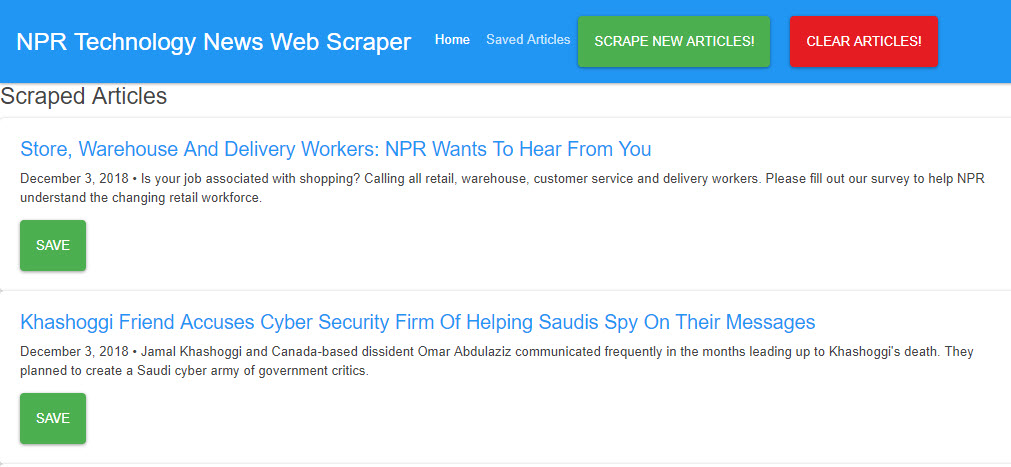 NPR Technology News Web Scraper Home Saved Articles SCRAPE NEW ARTICLES! CLEAR ARTICLES!
Scraped Articles
Store, Warehouse And Delivery Workers: NPR Wants To Hear From You
December 3, 2018 • Is your job associated with shopping? Calling all retail, warehouse, customer service and delivery workers. Please fill out our survey to help NPR
understand the changing retail workforce.
SAVE
Khashoggi Friend Accuses Cyber Security Firm Of Helping Saudis Spy On Their Messages
December 3, 2018 • Jamal Khashoggi and Canada-based dissident Omar Abdulaziz communicated frequently in the months leading up to Khashoggi's death. They
planned to create a Saudi cyber army of government critics.
SAVE